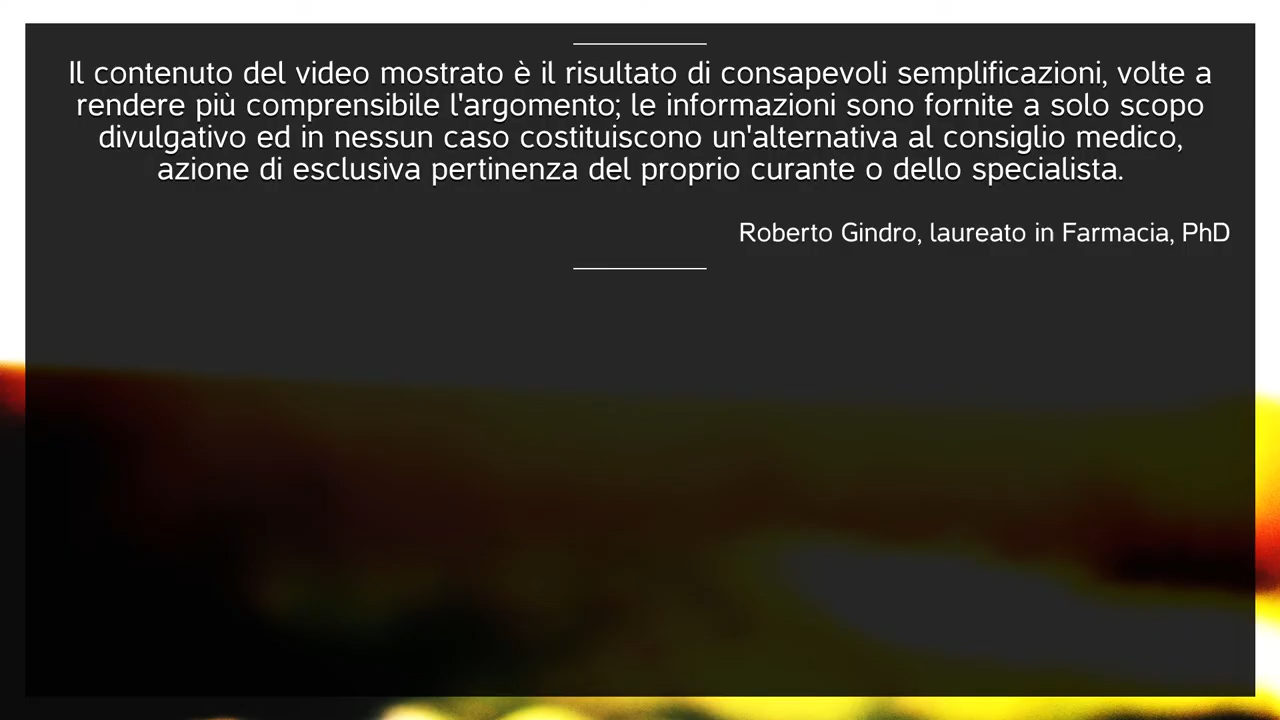 Il contenuto del video mostrato è il risultato di consapevoli semplificazioni, volte a
rendere più comprensibile l'argomento; le informazioni sono fornite a solo scopo
divulgativo ed in nessun caso costituiscono un'alternativa al consiglio medico,
azione di esclusiva pertinenza del proprio curante o dello specialista.
Roberto Gindro, laureato in Farmacia, PhD